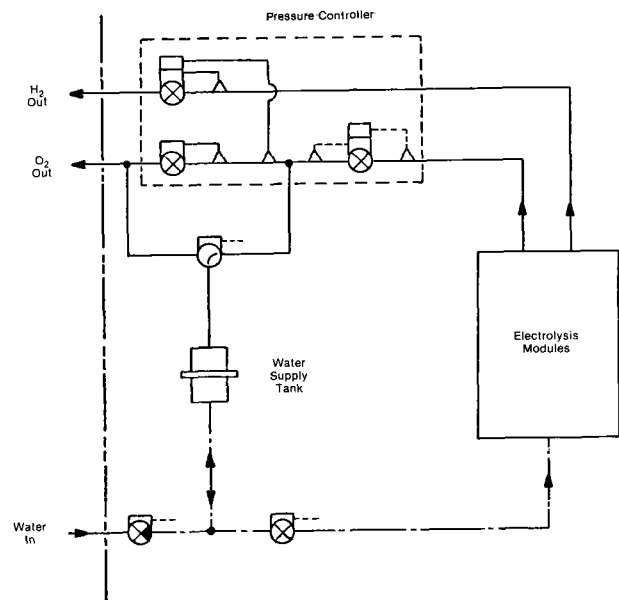 Pressure Controller
H2
Out
O2
Out
Electrolysis
Modules
Water
Supply
Tank
Water
In